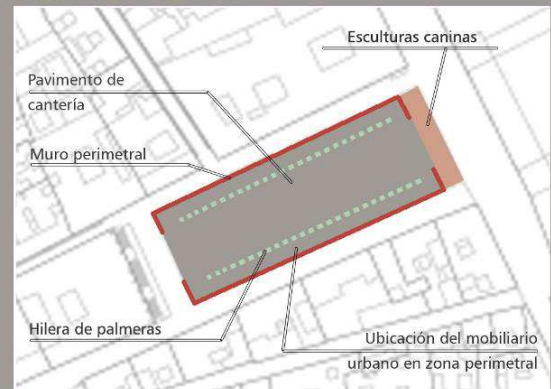 Esculturas caninas
Pavimento de
cantería
Muro perimetral
Hilera de palmeras
Ubicación del mobiliario
urbano en zona perimetral